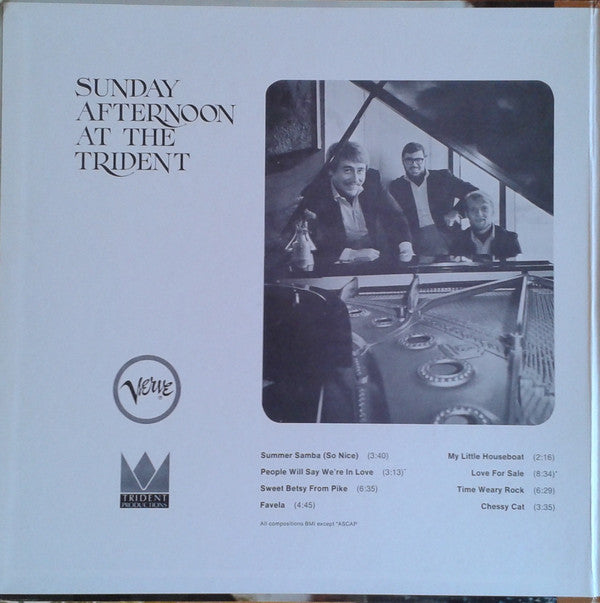 SUNDAY
AFTERNOON
AT THE
TRIDENT
VERVE ®
TRIDENT
PRODUCTIONS
Summer Samba (So Nice) (3:40)
People Will Say We're In Love (3:13)*
Sweet Betsy From Pike (6:35)
Favela (4:45)
All compositions BMI except *ASCAP
My Little Houseboat (2:16)
Love For Sale (8:34)*
Time Weary Rock (6:29)
Chessy Cat (3:35)